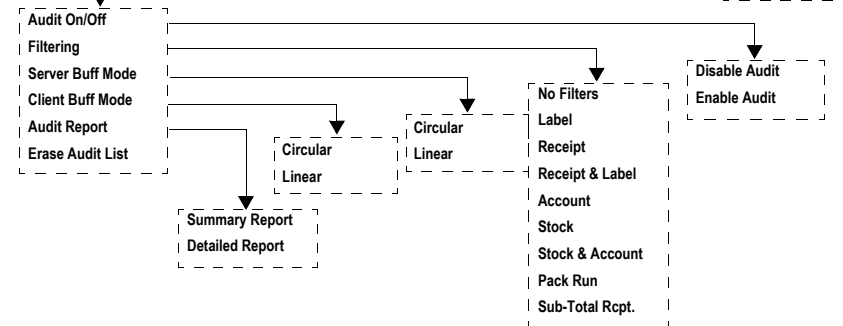 Audit On/Off
Filtering
Server Buff Mode
Client Buff Mode
Audit Report
Erase Audit List
Summary Report
Detailed Report
Circular
Linear
Circular
Linear
No Filters
Label
Receipt
Receipt & Label
Account
Stock
Stock & Account
Pack Run
Sub-Total Rcpt.
Disable Audit
Enable Audit